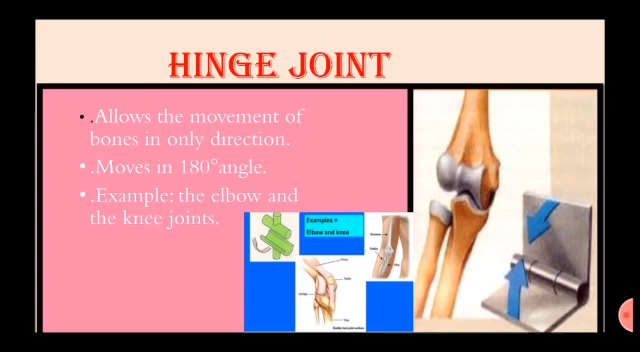 HINGE JOINT
• .Allows the movement of
bones in only direction.
• .Moves in 180°angle.
• .Example: the elbow and
the knee joints.
Examples =
Elbow and knee